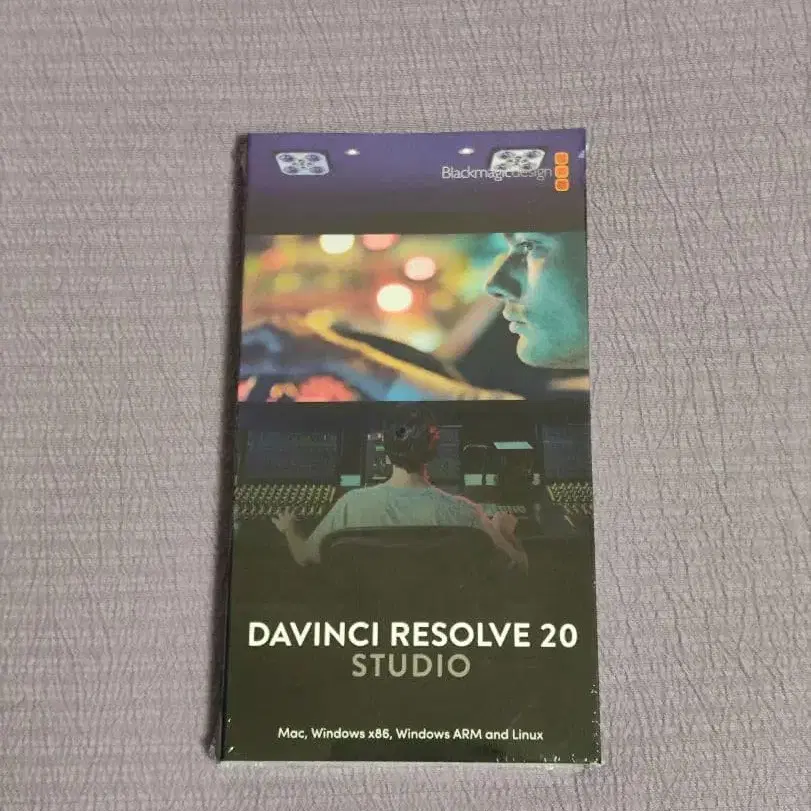 Blackmagicdesign
DAVINCI RESOLVE 20
STUDIO
Mac, Windows x86, Windows ARM and Linux